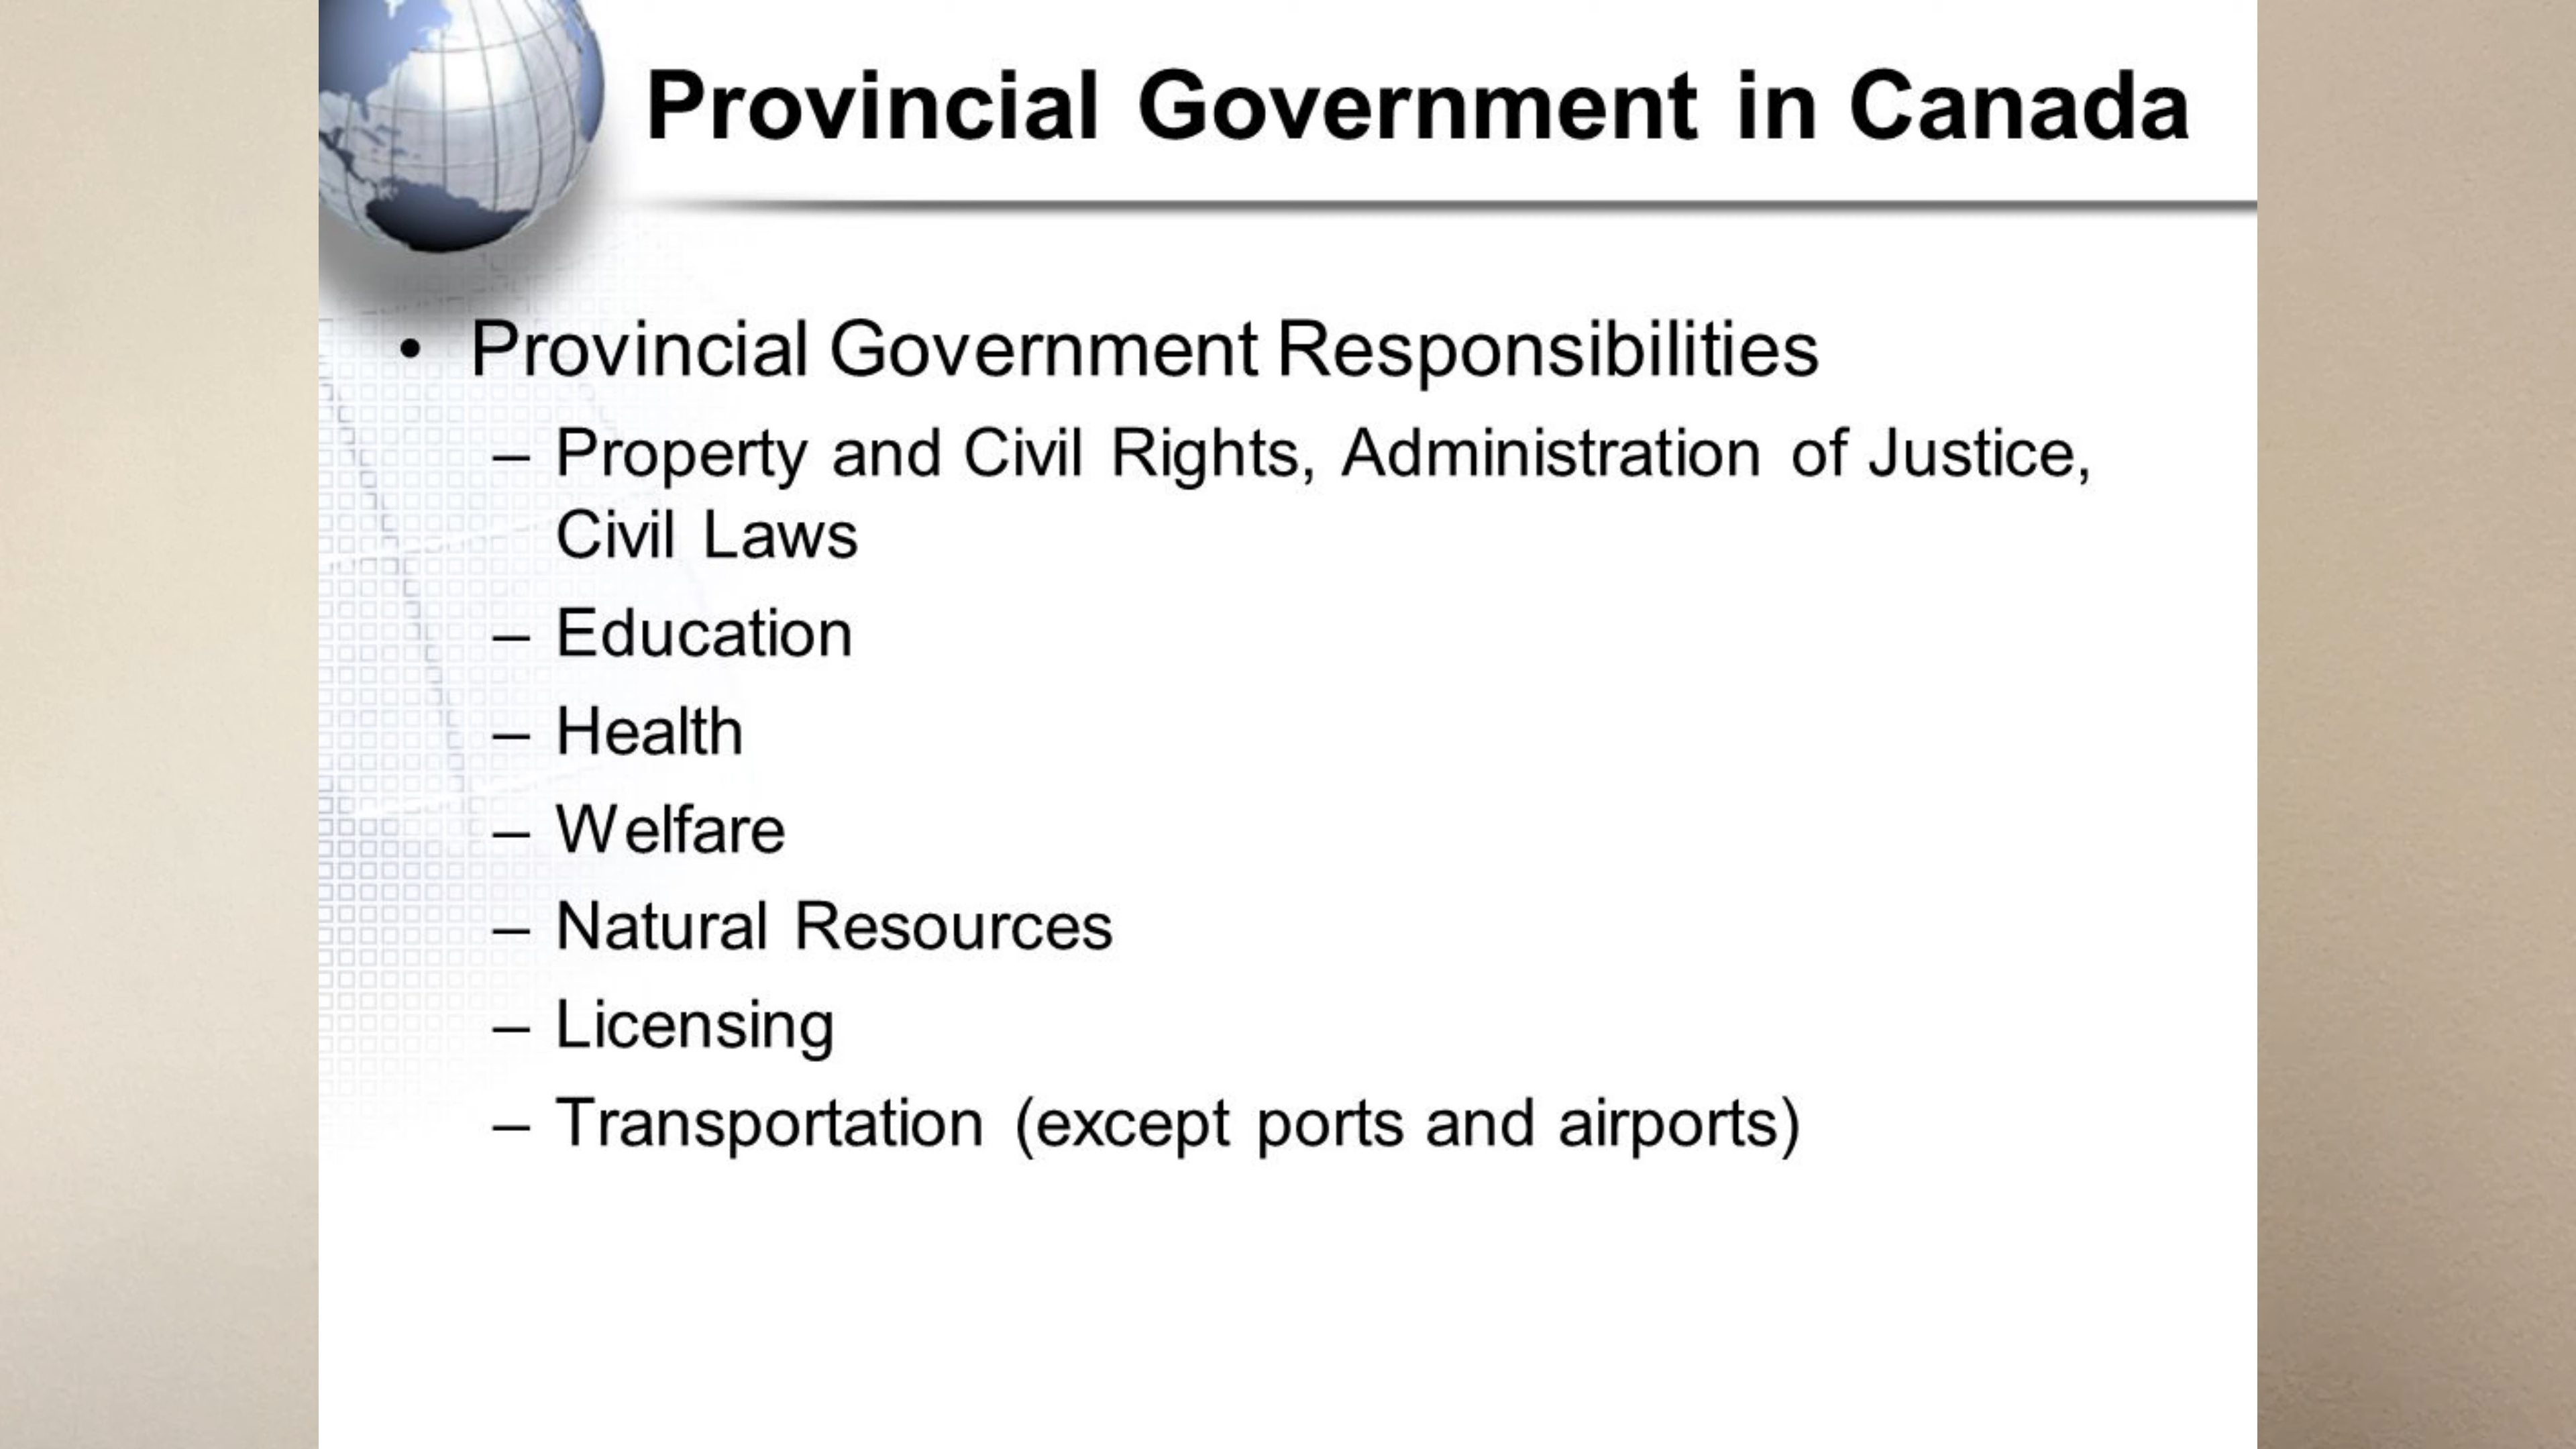 Provincial Government in Canada
• Provincial Government Responsibilities
– Property and Civil Rights, Administration of Justice,
Civil Laws
– Education
– Health
– Welfare
– Natural Resources
– Licensing
– Transportation (except ports and airports)